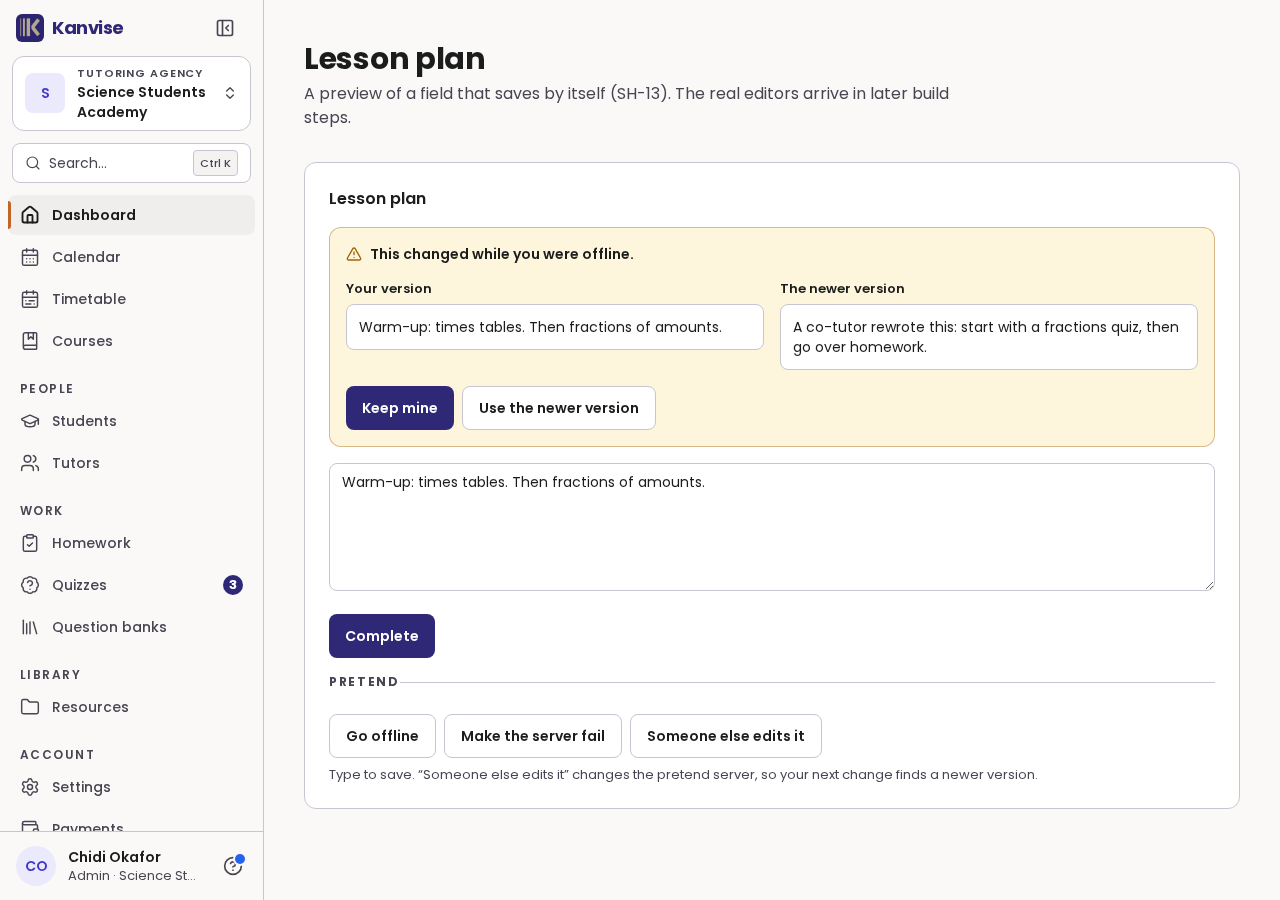 Kanvise
TUTORING AGENCY
S
Science Students
Academy
Search...
Ctrl K
Dashboard
Calendar
Timetable
Courses
PEOPLE
Students
Tutors
WORK
Homework
Quizzes
3
Question banks
LIBRARY
Resources
ACCOUNT
Settings
Payments
CO
Chidi Okafor
Admin · Science St...
Lesson plan
A preview of a field that saves by itself (SH-13). The real editors arrive in later build
steps.
Lesson plan
This changed while you were offline.
Your version
Warm-up: times tables. Then fractions of amounts.
The newer version
A co-tutor rewrote this: start with a fractions quiz, then
go over homework.
Keep mine
Use the newer version
Warm-up: times tables. Then fractions of amounts.
Complete
PRETEND
Go offline
Make the server fail
Someone else edits it
Type to save. “Someone else edits it” changes the pretend server, so your next change finds a newer version.